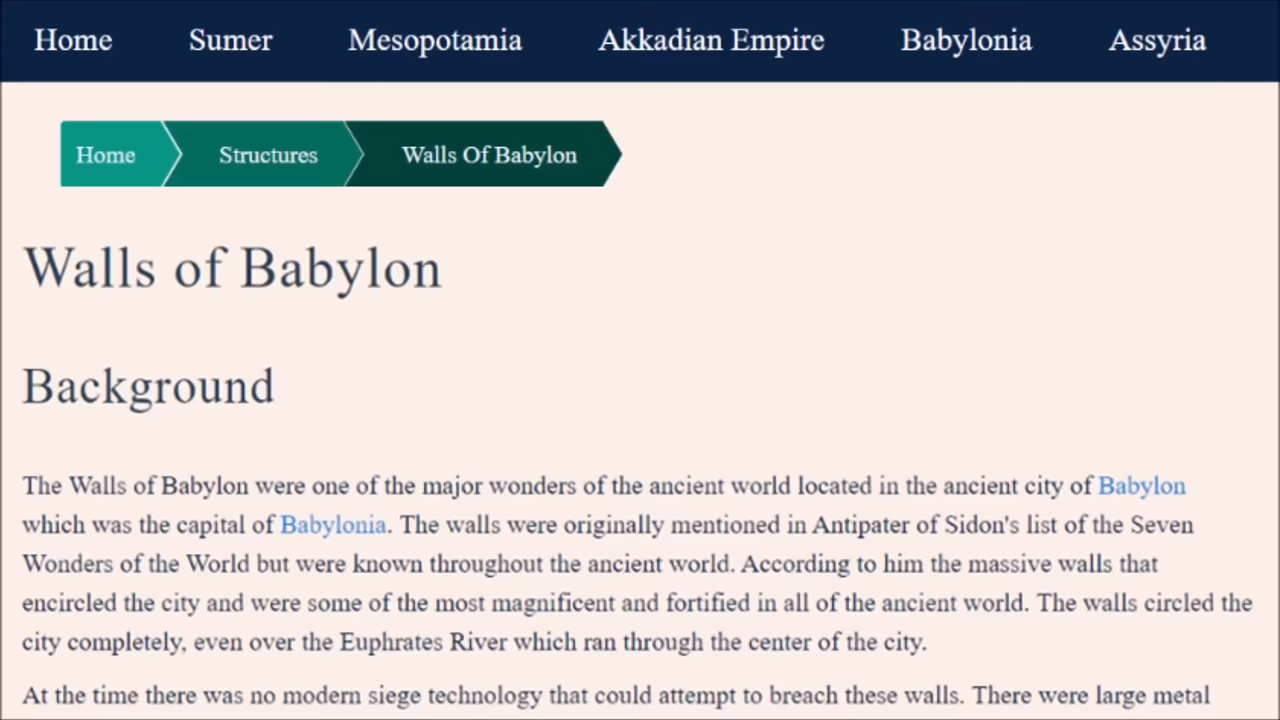 Home Sumer Mesopotamia Akkadian Empire Babylonia Assyria
Home Structures Walls Of Babylon
Walls of Babylon
Background
The Walls of Babylon were one of the major wonders of the ancient world located in the ancient city of Babylon
which was the capital of Babylonia. The walls were originally mentioned in Antipater of Sidon's list of the Seven
Wonders of the World but were known throughout the ancient world. According to him the massive walls that
encircled the city and were some of the most magnificent and fortified in all of the ancient world. The walls circled the
city completely, even over the Euphrates River which ran through the center of the city.
At the time there was no modern siege technology that could attempt to breach these walls. There were large metal